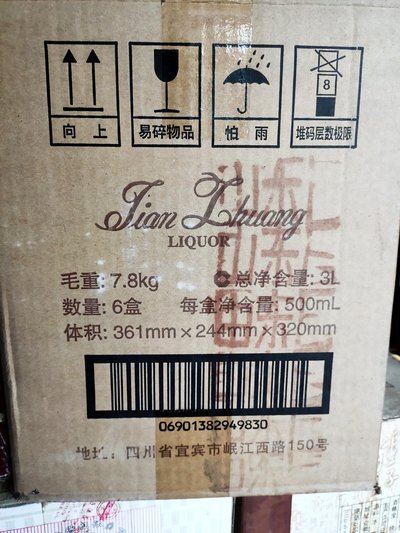 8
向上
易碎物品
怕雨
堆码层数极限
Jian Zhuang
LIQUOR
毛重: 7.8kg
总净含量: 3L
数量: 6盒
每盒净含量: 500mL
体积: 361mm×244mm×320mm
06901382949830
地址: 四川省宜宾市岷江西路150号